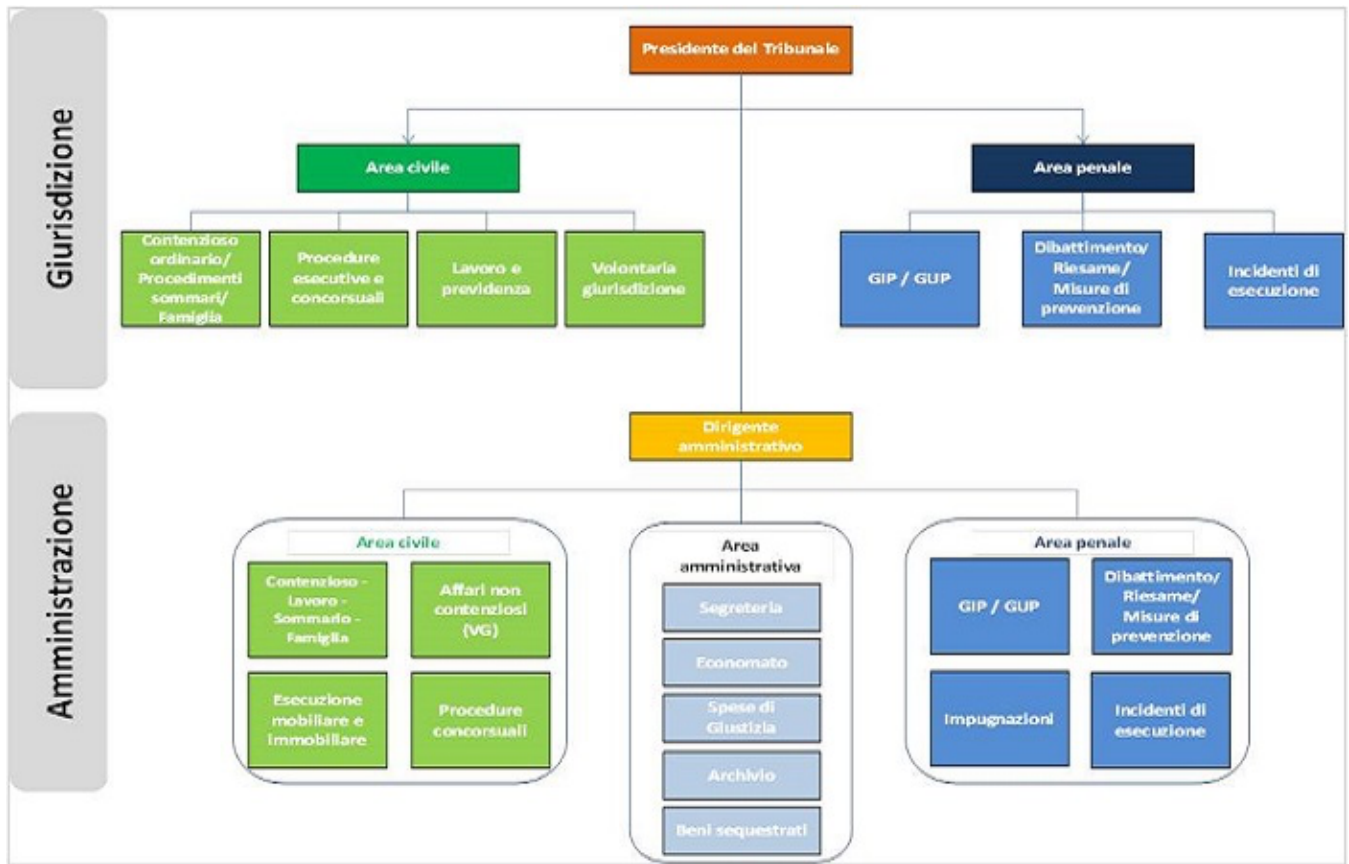 Giurisdizione
Presidente del Tribunale
Area civile
Area penale
Contenzioso
ordinario/
Procedimenti
sommari/
Famiglia
Procedure
esecutive e
concorsuali
Lavoro e
previdenza
Volontaria
giurisdizione
GIP / GUP
Dibattimento/
Riesame/
Misure di
prevenzione
Incidenti di
esecuzione
Amministrazione
Dirigente
amministrativo
Area civile
Contenzioso -
Lavoro -
Sommario -
Famiglia
Affari non
contenziosi
(VG)
Esecuzione
mobiliare e
Immobiliare
Procedure
concorsuali
Area
amministrativa
Segreteria
Economato
Spese di
Giustizia
Archivio
Beni sequestrati
Area penale
GIP / GUP
Dibattimento/
Riesame/
Misure di
prevenzione
Impugnazioni
Incidenti di
esecuzione